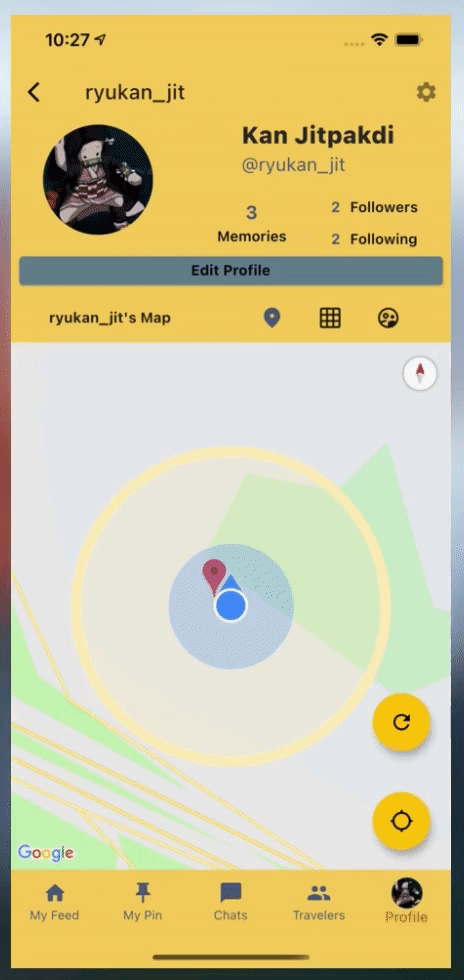 10:27
ryukan_jit
Kan Jitpakdi
@ryukan_jit
3
Memories
2 Followers
2 Following
Edit Profile
ryukan_jit's Map
Google
My Feed
My Pin
Chats
Travelers
Profile